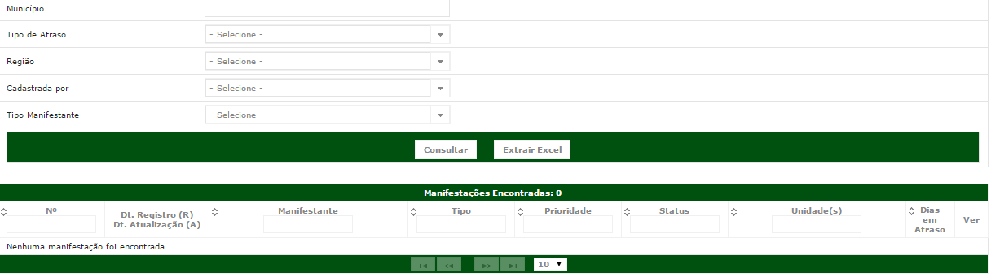 Município
Tipo de Atraso - Selecione -
Região - Selecione -
Cadastrada por - Selecione -
Tipo Manifestante - Selecione -
Consultar Extrair Excel
Manifestações Encontradas: 0
Nº Dt. Registro (R) Manifestante Tipo Prioridade Status Unidade(s) Dias
Dt. Atualização (A) em Ver
Atraso
Nenhuma manifestação foi encontrada
10